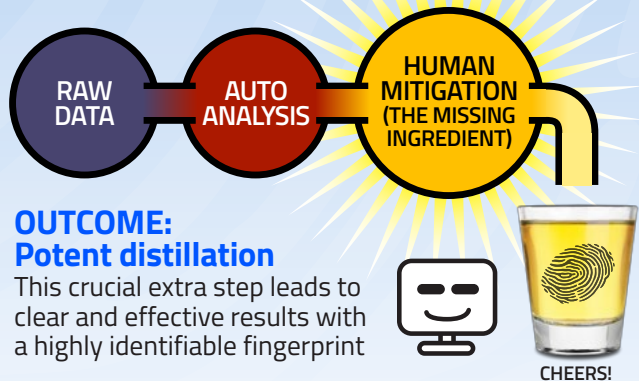 RAW
DATA
AUTO
ANALYSIS
HUMAN
MITIGATION
(THE MISSING
INGREDIENT)
OUTCOME:
Potent distillation
This crucial extra step leads to
clear and effective results with
a highly identifiable fingerprint
CHEERS!